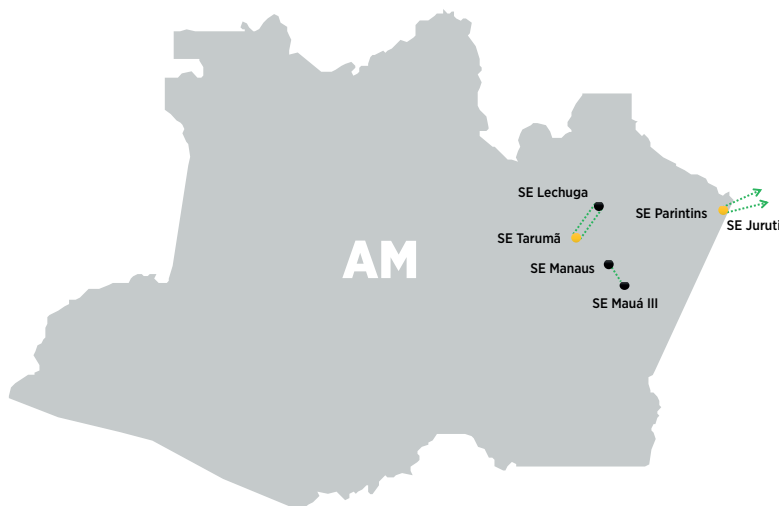 SE Lechuga
SE Parintins
SE Juruti
SE Tarumã
AM
SE Manaus
SE Mauá III